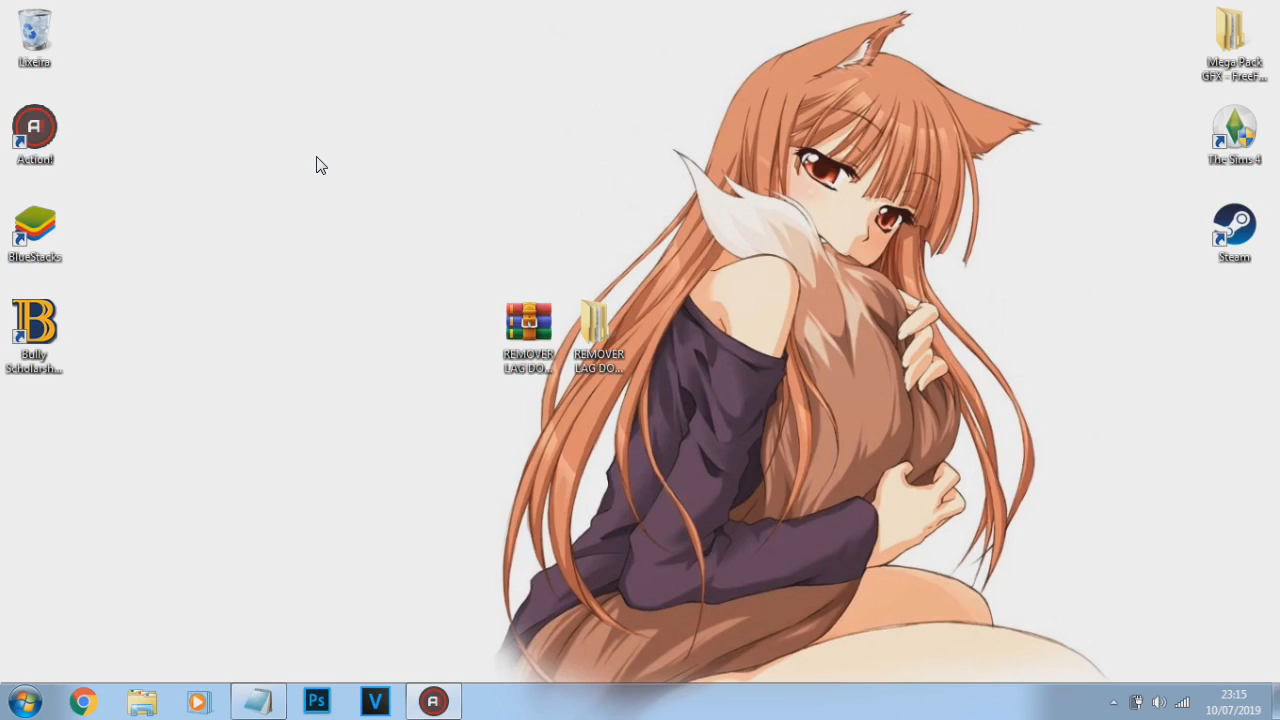 Lixeira
Action!
BlueStacks
Bully
Scholarsh...
REMOVER
LAG DO...
REMOVER
LAG DO...
Mega Pack
GFX - FreeF...
The Sims 4
Steam
Ps
V
23:15
10/07/2019